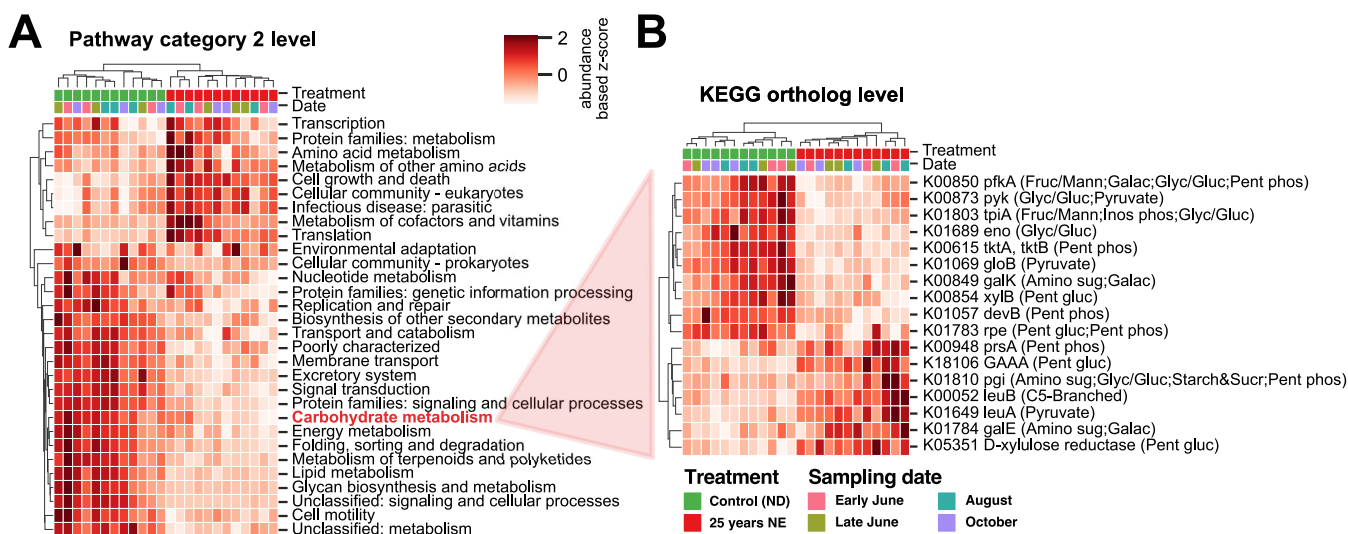 A
Pathway category 2 level
2
0
abundance
based z-score
Treatment
Date
Transcription
Protein families: metabolism
Amino acid metabolism
Metabolism of other amino acids
Cell growth and death
Cellular community - eukaryotes
Infectious disease: parasitic
Metabolism of cofactors and vitamins
Translation
Environmental adaptation
Cellular community - prokaryotes
Nucleotide metabolism
Protein families: genetic information processing
Replication and repair
Biosynthesis of other secondary metabolites
Transport and catabolism
Poorly characterized
Membrane transport
Excretory system
Signal transduction
Protein families: signaling and cellular processes
Carbohydrate metabolism
Energy metabolism
Folding, sorting and degradation
Metabolism of terpenoids and polyketides
Lipid metabolism
Glycan biosynthesis and metabolism
Unclassified: signaling and cellular processes
Cell motility
Unclassified: metabolism
B
KEGG ortholog level
Treatment
Date
K00850 pfkA (Fruc/Mann;Galac;Glyc/Gluc;Pent phos)
K00873 pyk (Glyc/Gluc;Pyruvate)
K01803 tpiA (Fruc/Mann;Inos phos;Glyc/Gluc)
K01689 eno (Glyc/Gluc)
K00615 tktA, tktB (Pent phos)
K01069 gloB (Pyruvate)
K00849 galK (Amino sug;Galac)
K00854 xylB (Pent gluc)
K01057 devB (Pent phos)
K01783 rpe (Pent gluc;Pent phos)
K00948 prsA (Pent phos)
K18106 GAAA (Pent gluc)
K01810 pgi (Amino sug;Glyc/Gluc;Starch&Sucr;Pent phos)
K00052 leuB (C5-Branched)
K01649 leuA (Pyruvate)
K01784 galE (Amino sug;Galac)
K05351 D-xylulose reductase (Pent gluc)
Treatment
Control (ND)
25 years NE
Sampling date
Early June
Late June
August
October